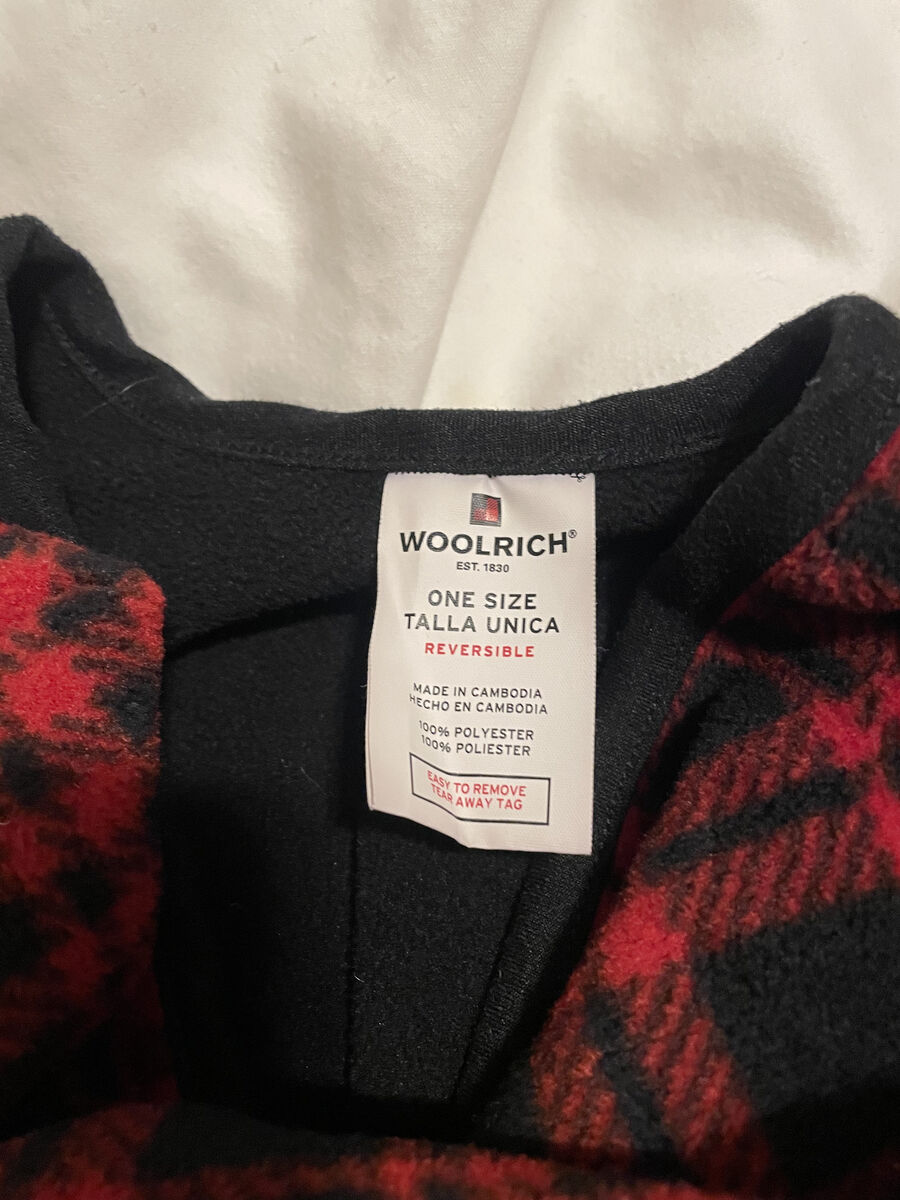 WOOLRICH®
EST. 1830
ONE SIZE
TALLA UNICA
REVERSIBLE
MADE IN CAMBODIA
HECHO EN CAMBODIA
100% POLYESTER
100% POLIESTER
EASY TO REMOVE
TEAR AWAY TAG